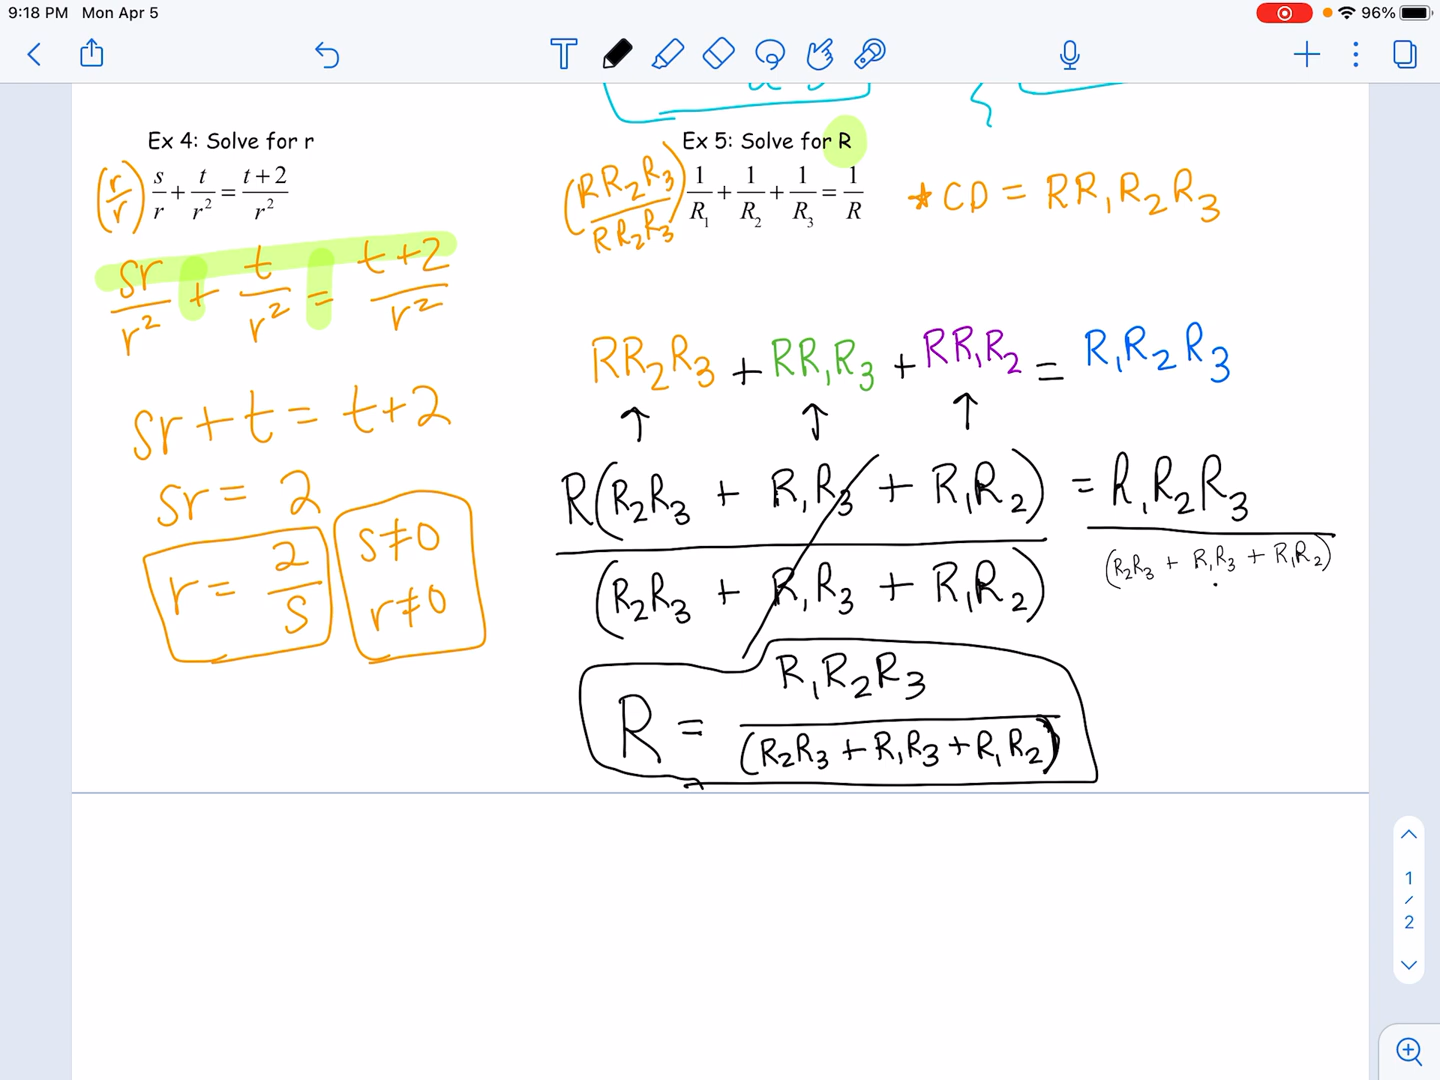 9:18 PM Mon Apr 5
96%
Ex 4: Solve for r
(r/r) s/r + t/r² = t+2/r²
sr/r² + t/r² = t+2/r²
sr + t = t+2
sr = 2
r = 2/s
s≠0
r≠0
Ex 5: Solve for R
(RR₂R₃/RR₂R₃) 1/R₁ + 1/R₂ + 1/R₃ = 1/R
* CD = RR₁R₂R₃
RR₂R₃ + RR₁R₃ + RR₁R₂ = R₁R₂R₃
↑ ↑ ↑
R(R₂R₃ + R₁R₃ + R₁R₂) = R₁R₂R₃
(R₂R₃ + R₁R₃ + R₁R₂) (R₂R₃ + R₁R₃ + R₁R₂)
R = R₁R₂R₃/(R₂R₃ + R₁R₃ + R₁R₂)
1
/
2